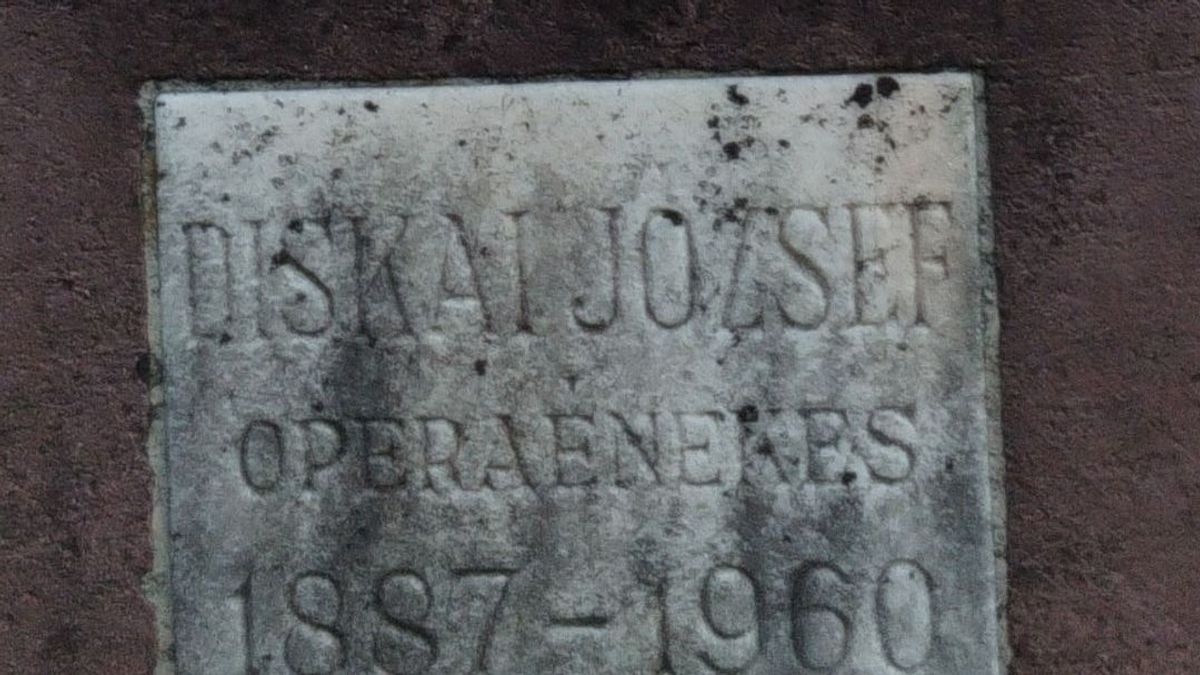 DISKAI JÓZSEF
OPERAÉNEKES
1887-1960